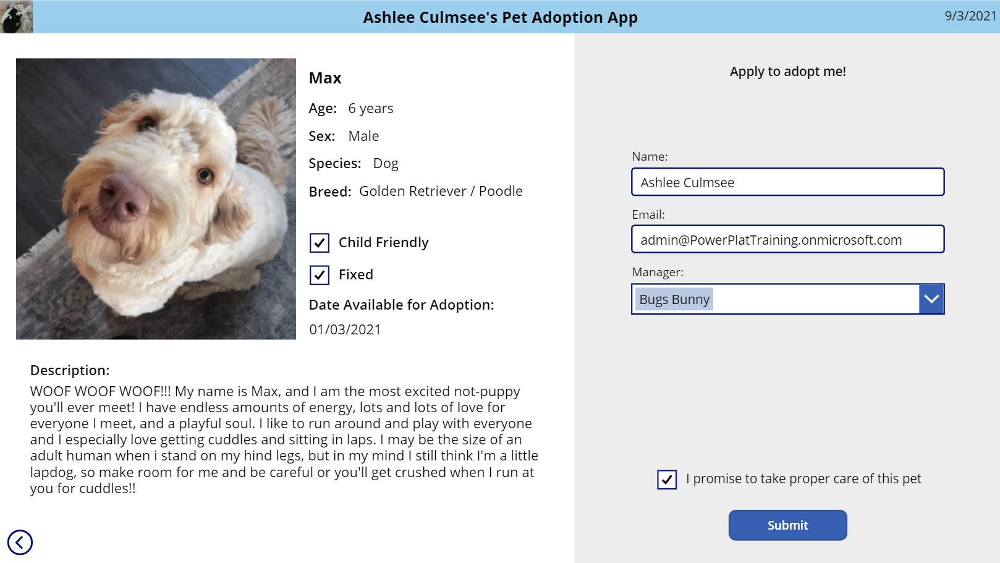 Ashlee Culmsee's Pet Adoption App
9/3/2021
Max
Age: 6 years
Sex: Male
Species: Dog
Breed: Golden Retriever / Poodle
Child Friendly
Fixed
Date Available for Adoption:
01/03/2021
Description:
WOOF WOOF WOOF!!! My name is Max, and I am the most excited not-puppy
you'll ever meet! I have endless amounts of energy, lots and lots of love for
everyone I meet, and a playful soul. I like to run around and play with everyone
and I especially love getting cuddles and sitting in laps. I may be the size of an
adult human when i stand on my hind legs, but in my mind I still think I'm a little
lapdog, so make room for me and be careful or you'll get crushed when I run at
you for cuddles!!
Apply to adopt me!
Name:
Ashlee Culmsee
Email:
admin@PowerPlatTraining.onmicrosoft.com
Manager:
Bugs Bunny
I promise to take proper care of this pet
Submit